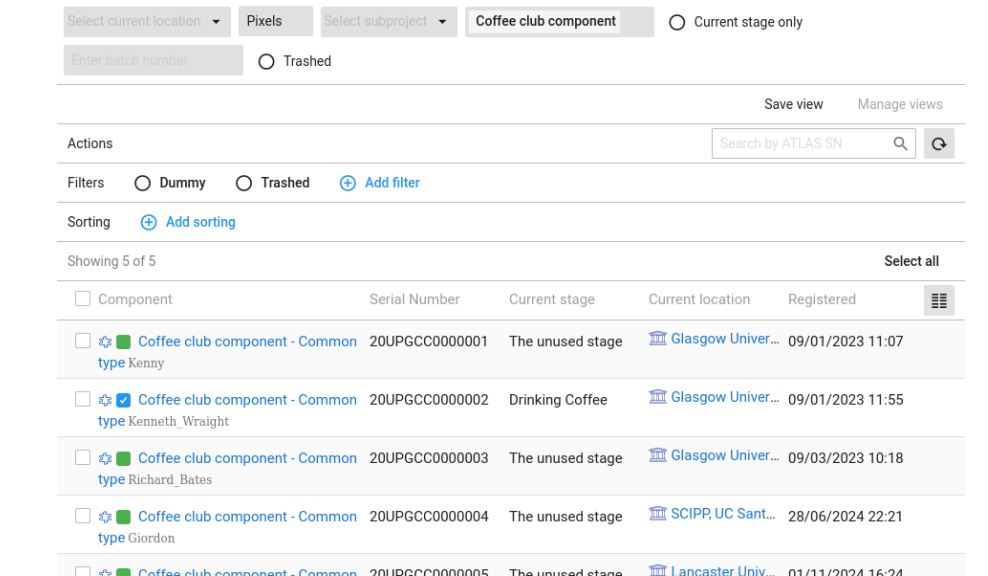 Select current location Pixels Select subproject Coffee club component Current stage only
Enter batch number Trashed
Save view Manage views
Actions Search by ATLAS SN
Filters Dummy Trashed Add filter
Sorting Add sorting
Showing 5 of 5 Select all
Component Serial Number Current stage Current location Registered
Coffee club component - Common 20UPGCC0000001 The unused stage Glasgow Univer... 09/01/2023 11:07
type Kenny
Coffee club component - Common 20UPGCC0000002 Drinking Coffee Glasgow Univer... 09/01/2023 11:55
type Kenneth_Wraight
Coffee club component - Common 20UPGCC0000003 The unused stage Glasgow Univer... 09/03/2023 10:18
type Richard_Bates
Coffee club component - Common 20UPGCC0000004 The unused stage SCIPP, UC Sant... 28/06/2024 22:21
type Giordon
Coffee club component - Common 20UPGCC0000005 The unused stage Lancaster Univ... 01/11/2024 16:24